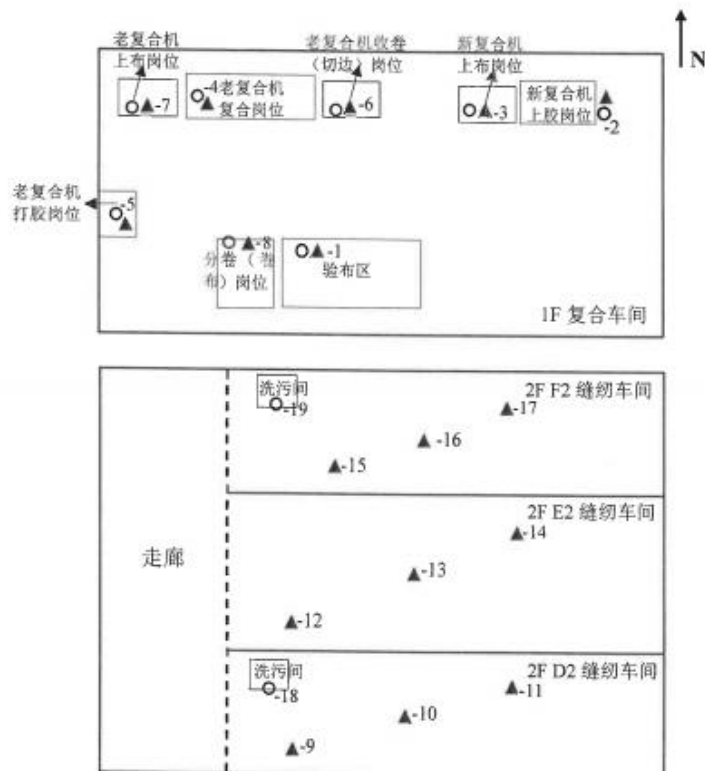 N
老复合机
上布岗位
老复合机收卷
（切边）岗位
新复合机
上布岗位
-7
-4老复合机
复合岗位
-6
-3
新复合机
上胶岗位
-2
老复合机
打胶岗位
-5
-8
分卷（卷
布）岗位
-1
验布区
1F 复合车间
洗污间
-19
2F F2 缝纫车间
-17
-16
-15
2F E2 缝纫车间
-14
走廊
-13
-12
洗污间
-18
2F D2 缝纫车间
-11
-10
-9